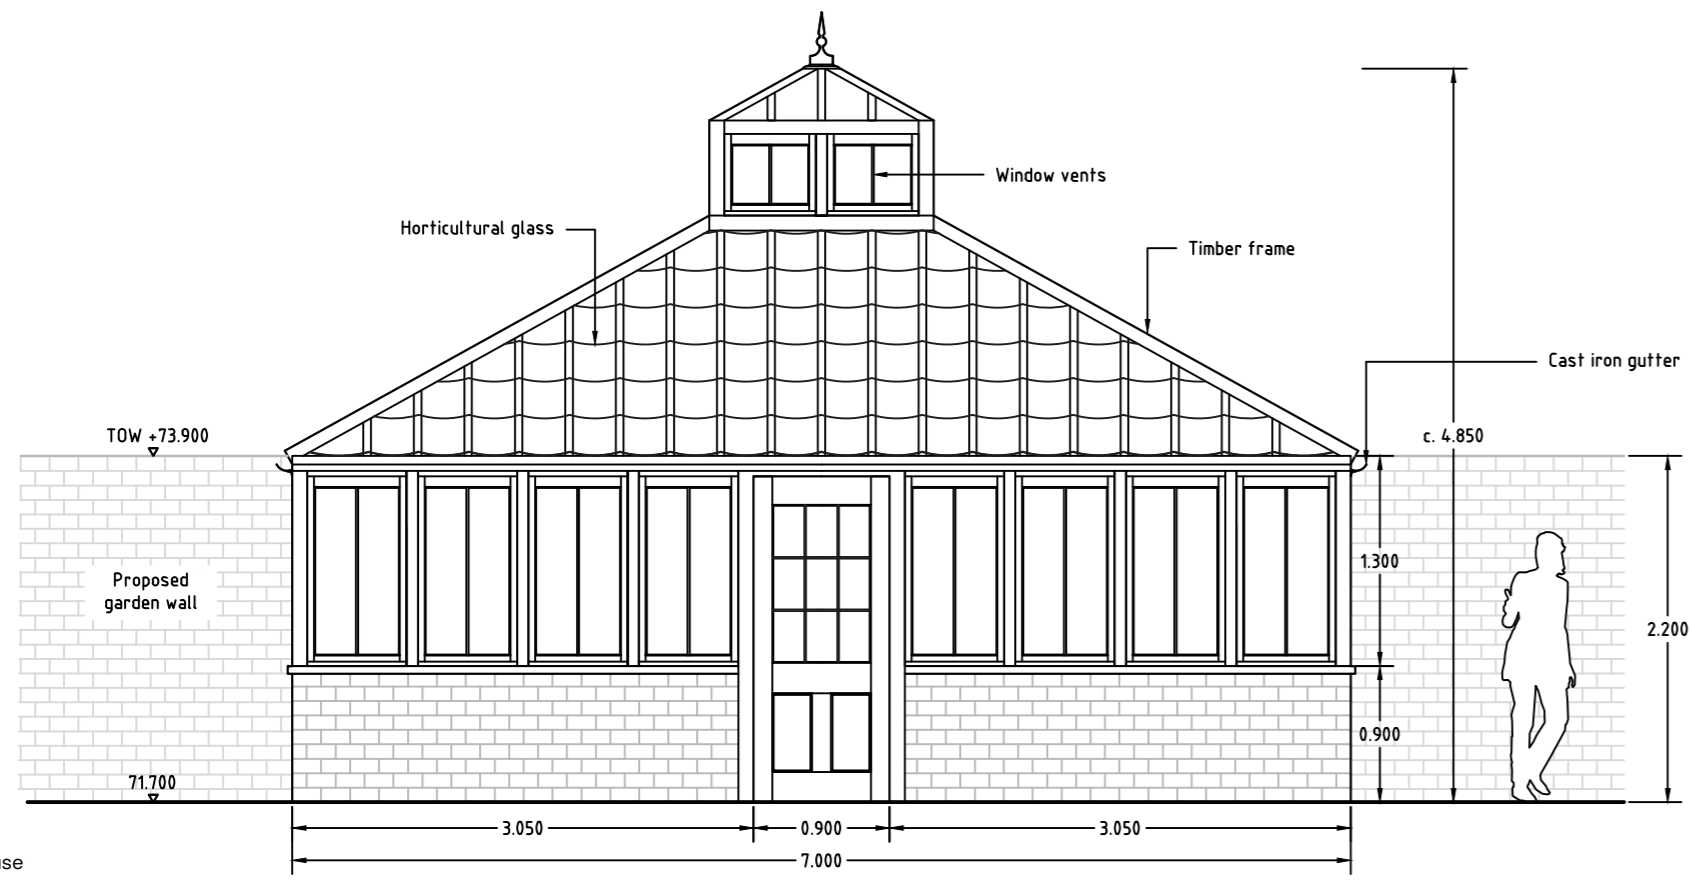 Window vents
Horticultural glass
Timber frame
Cast iron gutter
TOW +73.900
c. 4.850
1.300
Proposed
garden wall
2.200
0.900
71.700
3.050
0.900
3.050
7.000